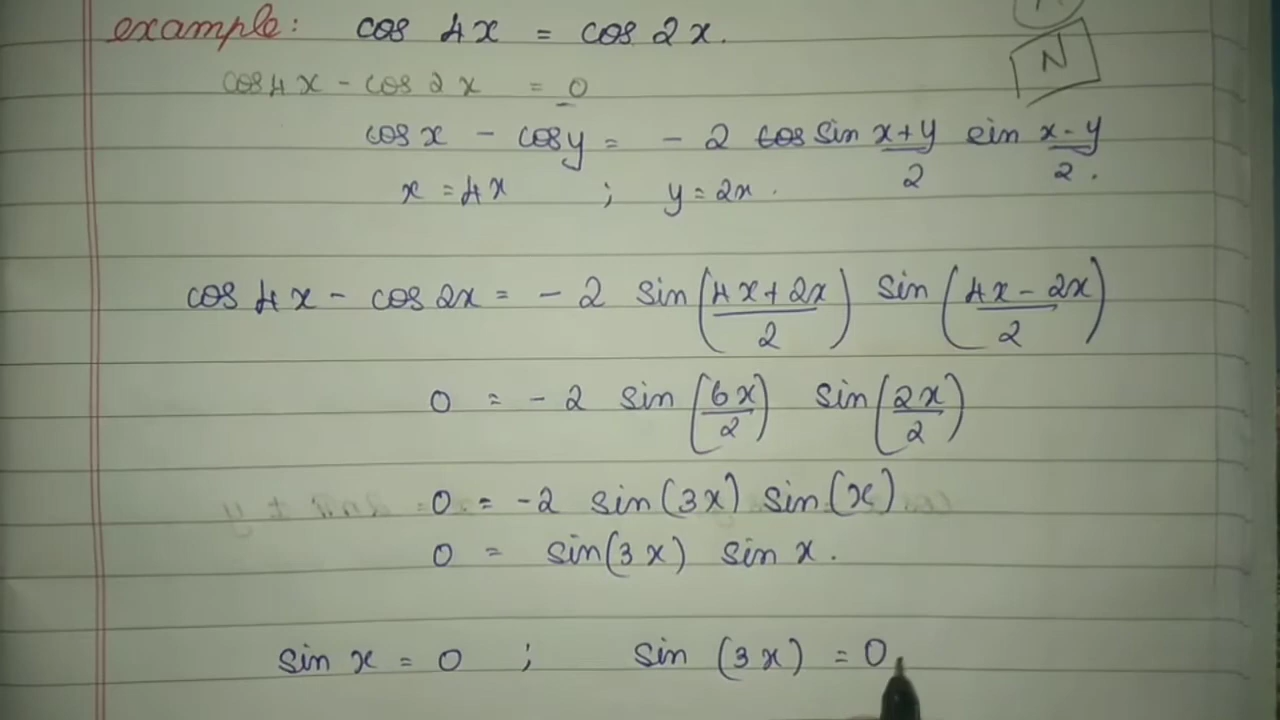 example: cos 4x = cos 2x.
N
cos4x - cos 2x = 0
cos x - cos y = - 2 cos sin x+y/2 sin x-y/2.
x = 4x ; y = 2x.
cos 4x - cos 2x = - 2 sin(4x+2x/2) sin(4x-2x/2)
0 = - 2 sin(6x/2) sin(2x/2)
0 = -2 sin(3x) sin(x)
0 = sin(3x) sin x.
sin x = 0 ; sin (3x) = 0